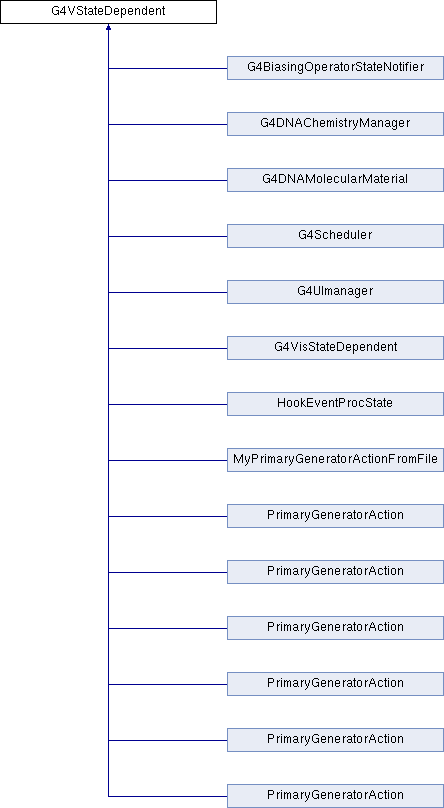 G4VStateDependent
G4BiasingOperatorStateNotifier
G4DNAChemistryManager
G4DNAMolecularMaterial
G4Scheduler
G4UImanager
G4VisStateDependent
HookEventProcState
MyPrimaryGeneratorActionFromFile
PrimaryGeneratorAction
PrimaryGeneratorAction
PrimaryGeneratorAction
PrimaryGeneratorAction
PrimaryGeneratorAction
PrimaryGeneratorAction